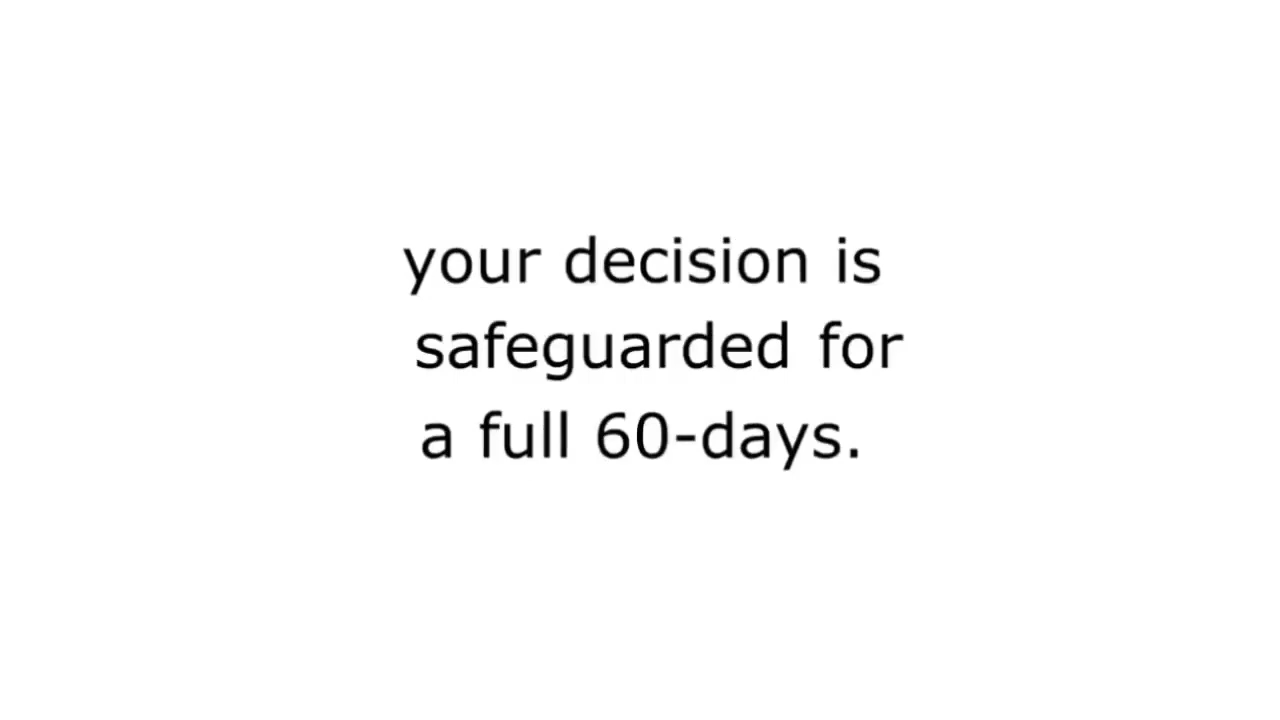 your decision is
safeguarded for
a full 60-days.